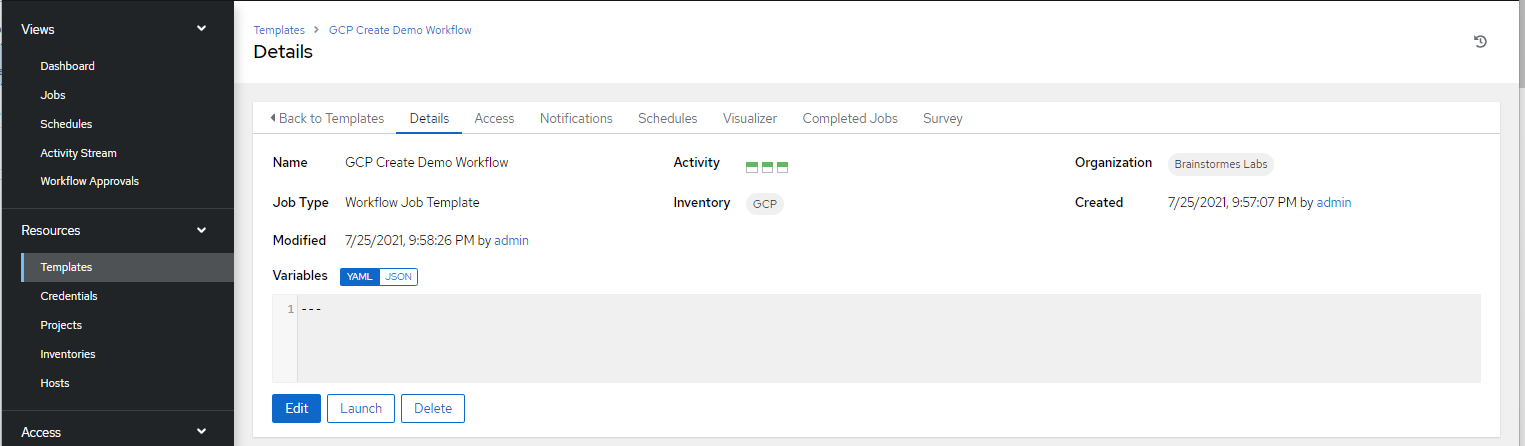 Views
Dashboard
Jobs
Schedules
Activity Stream
Workflow Approvals
Resources
Templates
Credentials
Projects
Inventories
Hosts
Access
Templates > GCP Create Demo Workflow
Details
Back to Templates Details Access Notifications Schedules Visualizer Completed Jobs Survey
Name GCP Create Demo Workflow Activity Organization Brainstormes Labs
Job Type Workflow Job Template Inventory GCP Created 7/25/2021, 9:57:07 PM by admin
Modified 7/25/2021, 9:58:26 PM by admin
Variables YAML JSON
1 ---
Edit Launch Delete